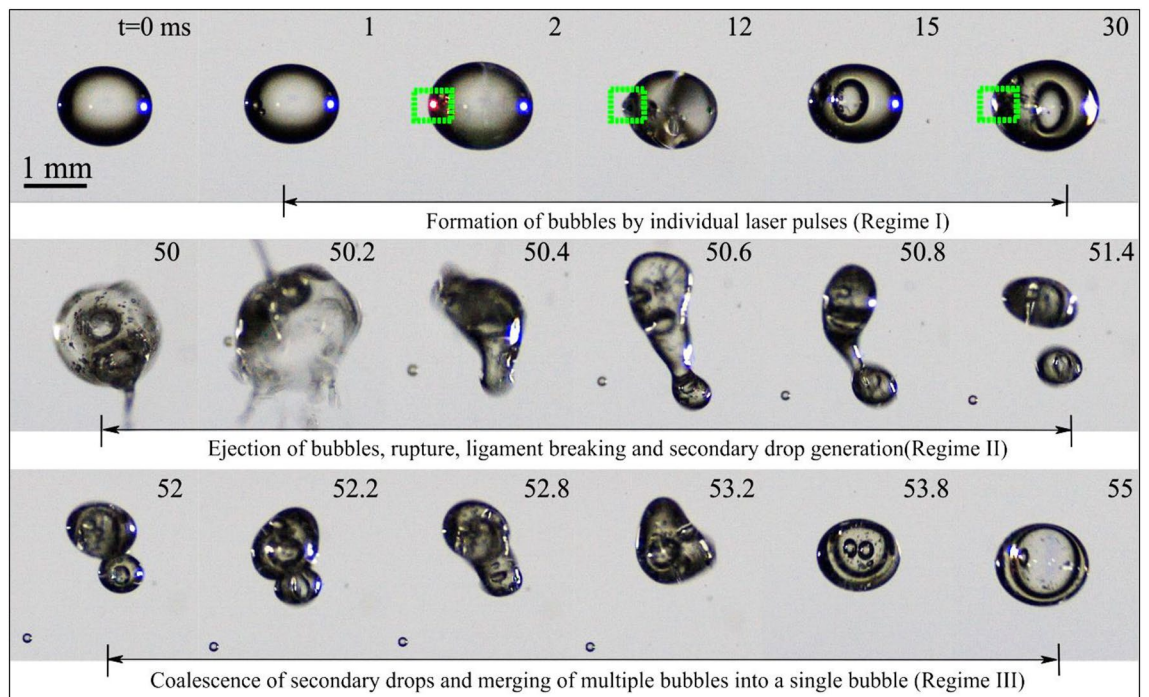 t=0 ms 1 2 12 15 30
1 mm
Formation of bubbles by individual laser pulses (Regime I)
50 50.2 50.4 50.6 50.8 51.4
Ejection of bubbles, rupture, ligament breaking and secondary drop generation(Regime II)
52 52.2 52.8 53.2 53.8 55
Coalescence of secondary drops and merging of multiple bubbles into a single bubble (Regime III)